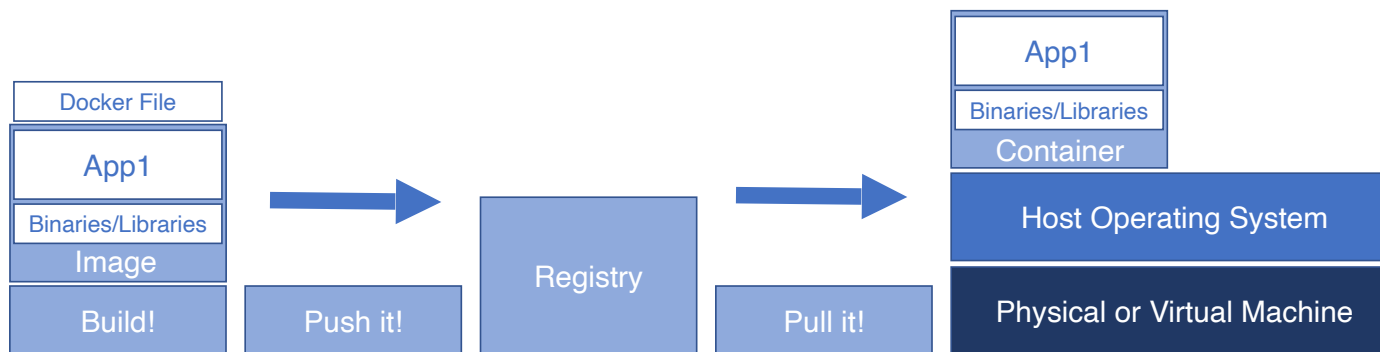 Docker File
App1
Binaries/Libraries
Image
Build!
Push it!
Registry
Pull it!
App1
Binaries/Libraries
Container
Host Operating System
Physical or Virtual Machine